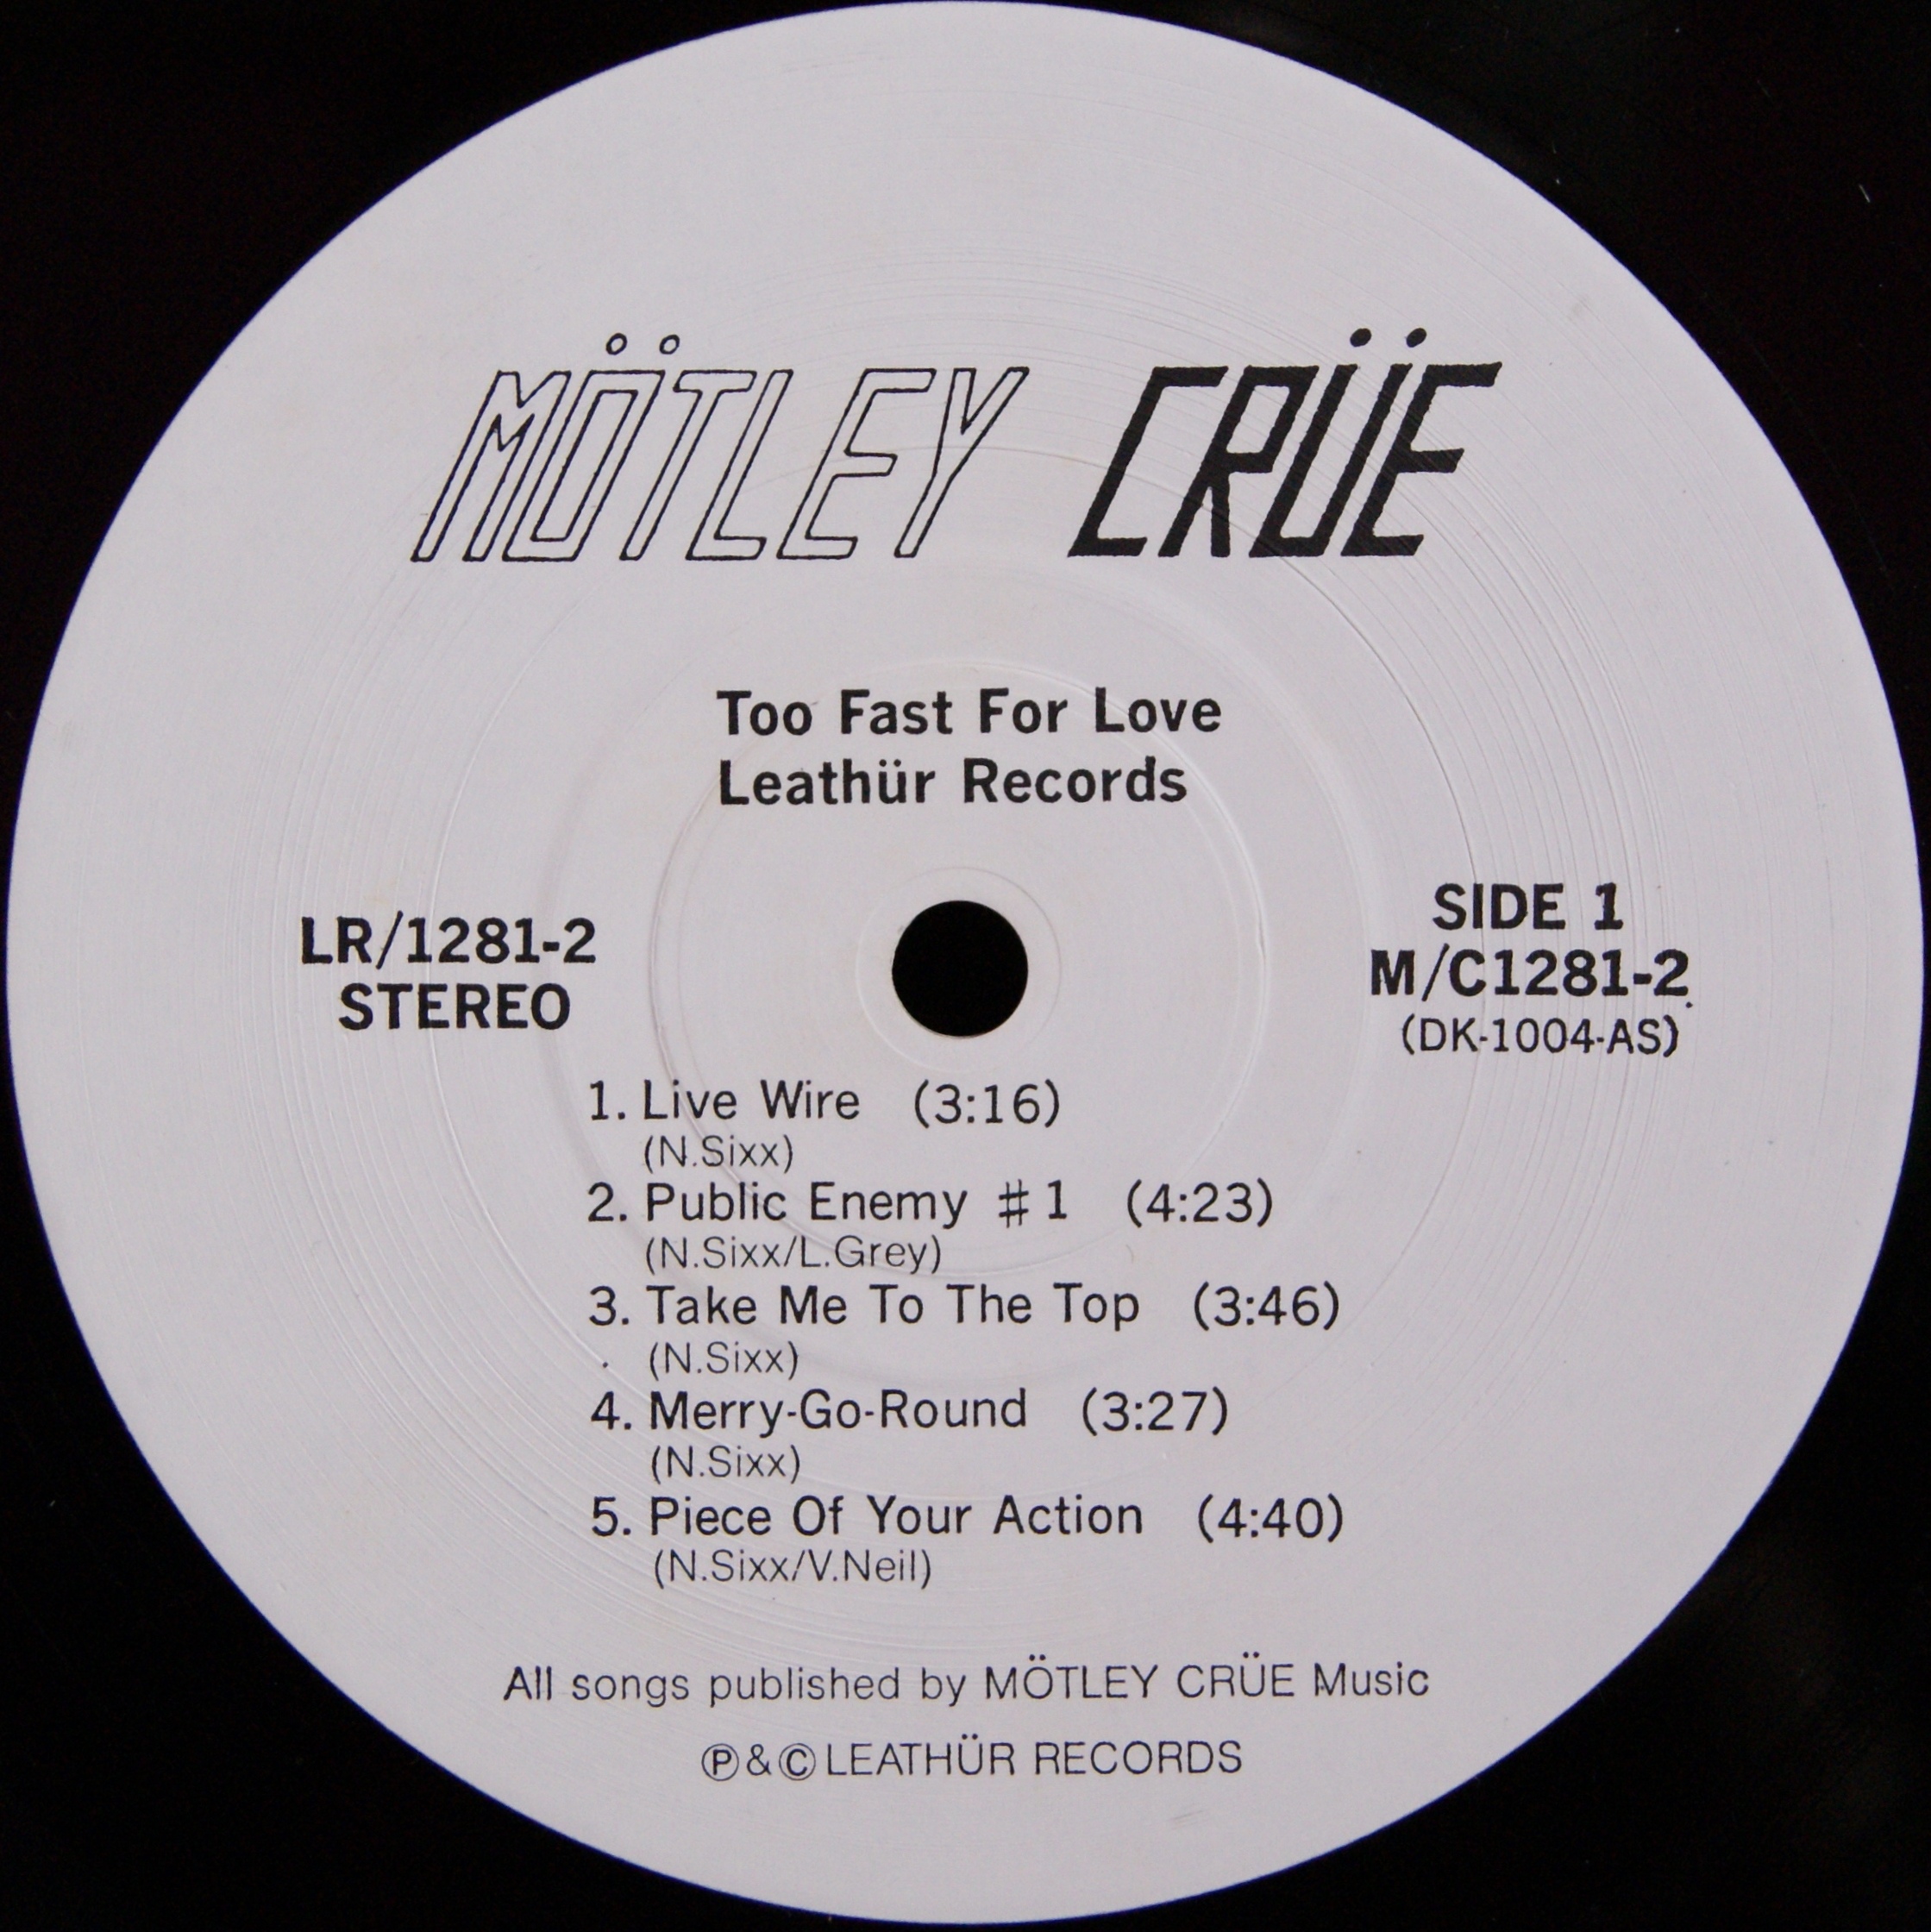 MÖTLEY CRÜE
Too Fast For Love
Leathür Records
LR/1281-2
STEREO
SIDE 1
M/C1281-2
(DK-1004-AS)
1. Live Wire (3:16)
(N.Sixx)
2. Public Enemy #1 (4:23)
(N.Sixx/L.Grey)
3. Take Me To The Top (3:46)
(N.Sixx)
4. Merry-Go-Round (3:27)
(N.Sixx)
5. Piece Of Your Action (4:40)
(N.Sixx/V.Neil)
All songs published by MÖTLEY CRÜE Music
℗&©LEATHÜR RECORDS